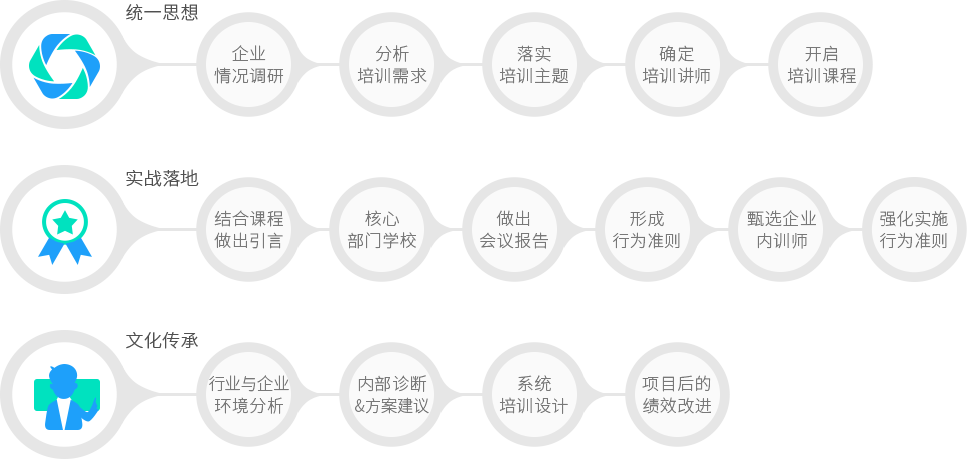 统一思想
企业
情况调研
分析
培训需求
落实
培训主题
确定
培训讲师
开启
培训课程
实战落地
结合课程
做出引言
核心
部门学校
做出
会议报告
形成
行为准则
甄选企业
内训师
强化实施
行为准则
文化传承
行业与企业
环境分析
内部诊断
&方案建议
系统
培训设计
项目后的
绩效改进